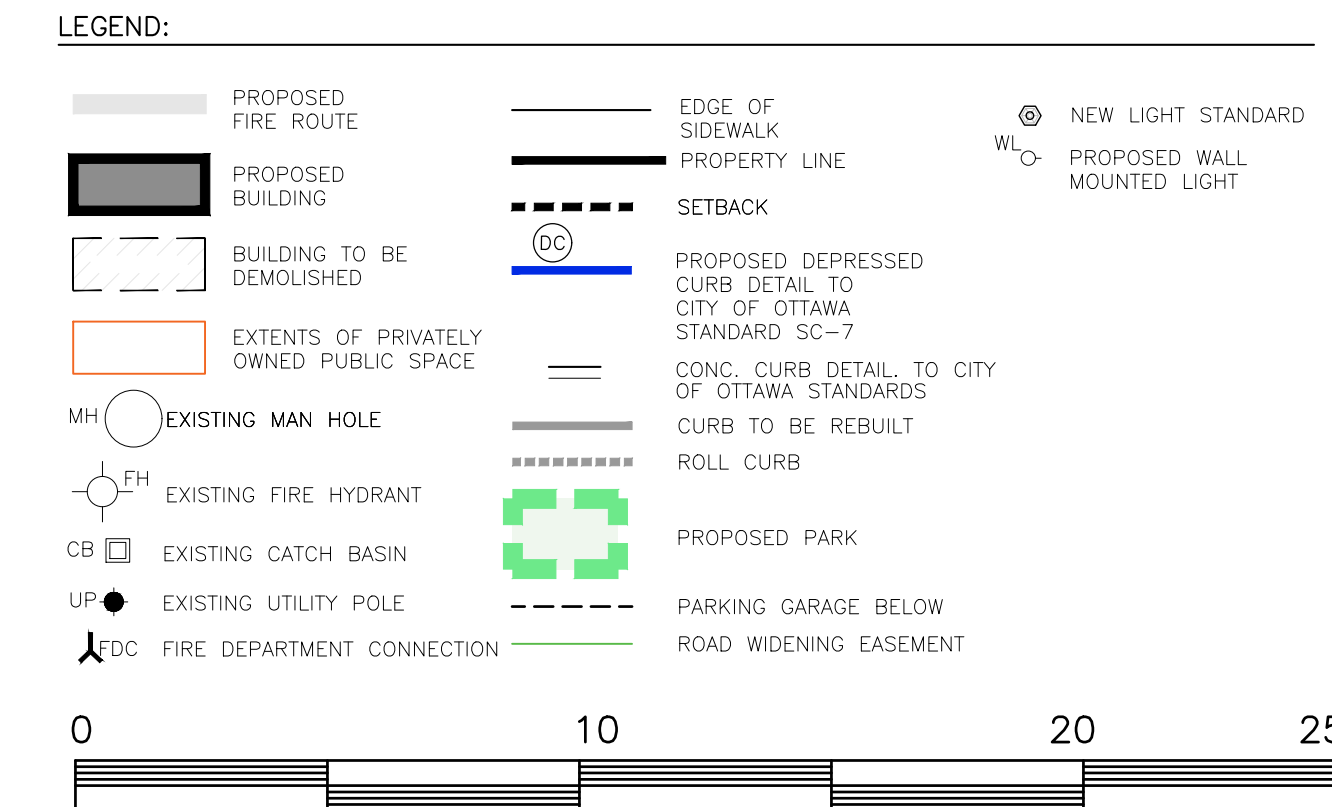 LEGEND:
PROPOSED
FIRE ROUTE
PROPOSED
BUILDING
BUILDING TO BE
DEMOLISHED
EXTENTS OF PRIVATELY
OWNED PUBLIC SPACE
MH EXISTING MAN HOLE
FH EXISTING FIRE HYDRANT
CB EXISTING CATCH BASIN
UP EXISTING UTILITY POLE
FDC FIRE DEPARTMENT CONNECTION
EDGE OF
SIDEWALK
PROPERTY LINE
SETBACK
DC
PROPOSED DEPRESSED
CURB DETAIL TO
CITY OF OTTAWA
STANDARD SC-7
CONC. CURB DETAIL. TO CITY
OF OTTAWA STANDARDS
CURB TO BE REBUILT
ROLL CURB
PROPOSED PARK
PARKING GARAGE BELOW
ROAD WIDENING EASEMENT
NEW LIGHT STANDARD
WL PROPOSED WALL
MOUNTED LIGHT
0 10 20 25